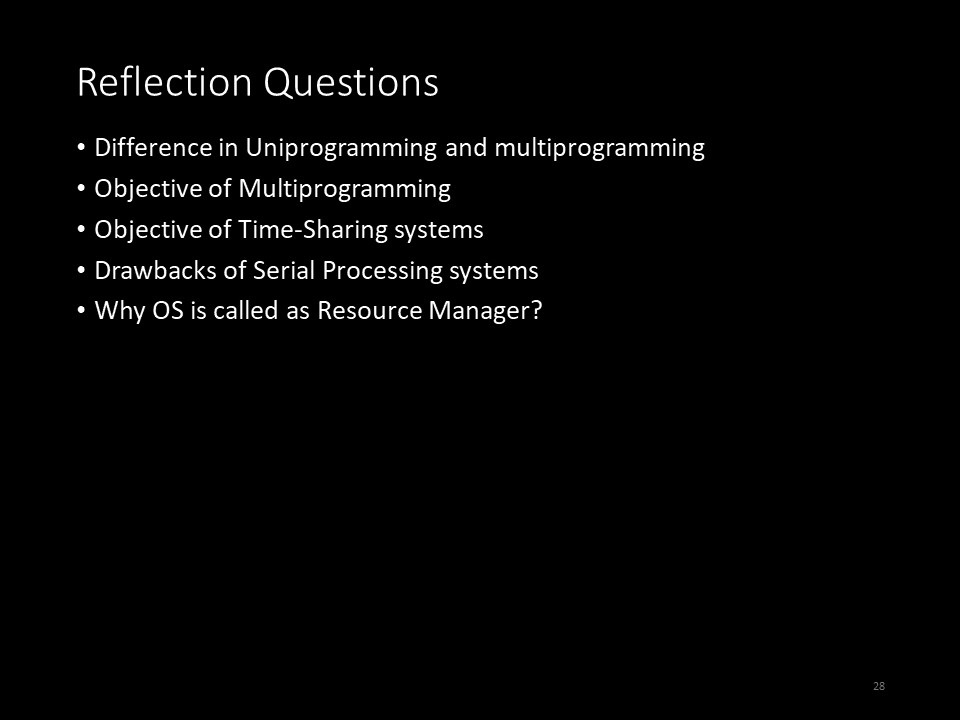 Reflection Questions
• Difference in Uniprogramming and multiprogramming
• Objective of Multiprogramming
• Objective of Time-Sharing systems
• Drawbacks of Serial Processing systems
• Why OS is called as Resource Manager?
28